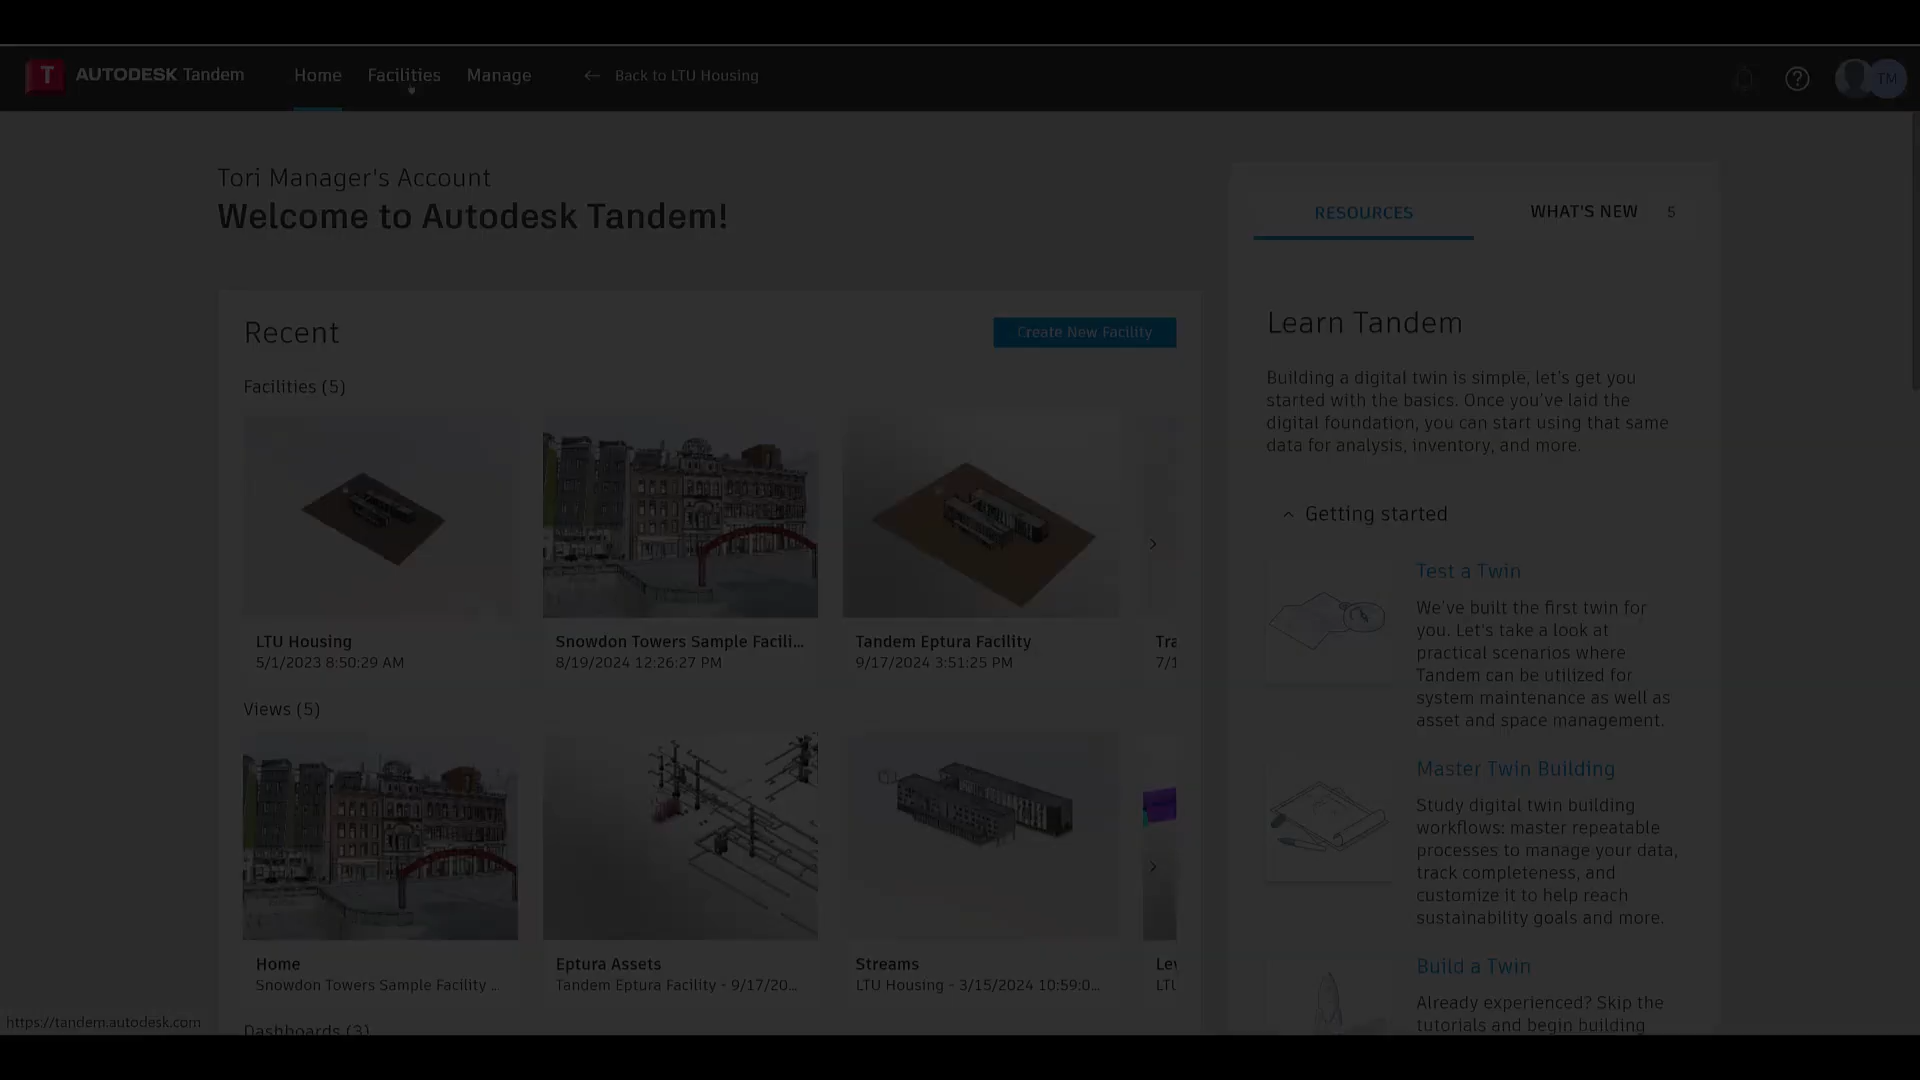 T AUTODESK Tandem Home Facilities Manage ← Back to LTU Housing TM
Tori Manager's Account
Welcome to Autodesk Tandem!
Recent
Create New Facility
Facilities (5)
LTU Housing
5/1/2023 8:50:29 AM
Snowdon Towers Sample Facili...
8/19/2024 12:26:27 PM
Tandem Eptura Facility
9/17/2024 3:51:25 PM
Tra
7/1
Views (5)
Home
Snowdon Towers Sample Facility ...
Eptura Assets
Tandem Eptura Facility - 9/17/20...
Streams
LTU Housing - 3/15/2024 10:59:0...
Lev
LTU
Dashboards (3)
RESOURCES
WHAT'S NEW 5
Learn Tandem
Building a digital twin is simple, let's get you
started with the basics. Once you've laid the
digital foundation, you can start using that same
data for analysis, inventory, and more.
Getting started
Test a Twin
We've built the first twin for
you. Let's take a look at
practical scenarios where
Tandem can be utilized for
system maintenance as well as
asset and space management.
Master Twin Building
Study digital twin building
workflows: master repeatable
processes to manage your data,
track completeness, and
customize it to help reach
sustainability goals and more.
Build a Twin
Already experienced? Skip the
tutorials and begin building
https://tandem.autodesk.com